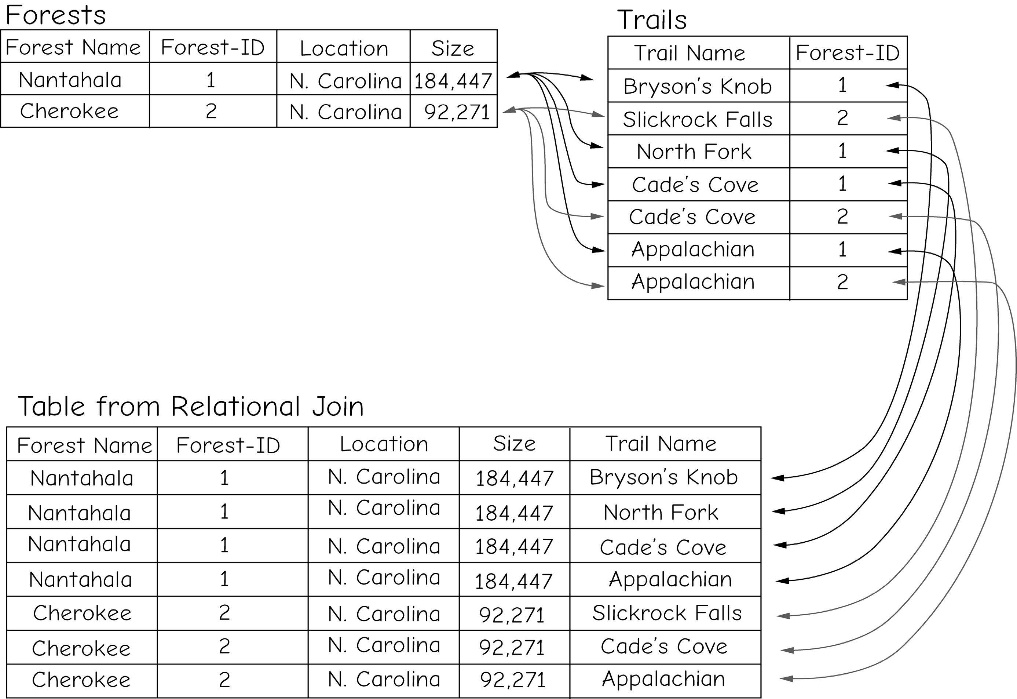 Forests
Forest Name Forest-ID Location Size
Nantahala 1 N. Carolina 184,447
Cherokee 2 N. Carolina 92,271
Trails
Trail Name Forest-ID
Bryson's Knob 1
Slickrock Falls 2
North Fork 1
Cade's Cove 1
Cade's Cove 2
Appalachian 1
Appalachian 2
Table from Relational Join
Forest Name Forest-ID Location Size Trail Name
Nantahala 1 N. Carolina 184,447 Bryson's Knob
Nantahala 1 N. Carolina 184,447 North Fork
Nantahala 1 N. Carolina 184,447 Cade's Cove
Nantahala 1 N. Carolina 184,447 Appalachian
Cherokee 2 N. Carolina 92,271 Slickrock Falls
Cherokee 2 N. Carolina 92,271 Cade's Cove
Cherokee 2 N. Carolina 92,271 Appalachian